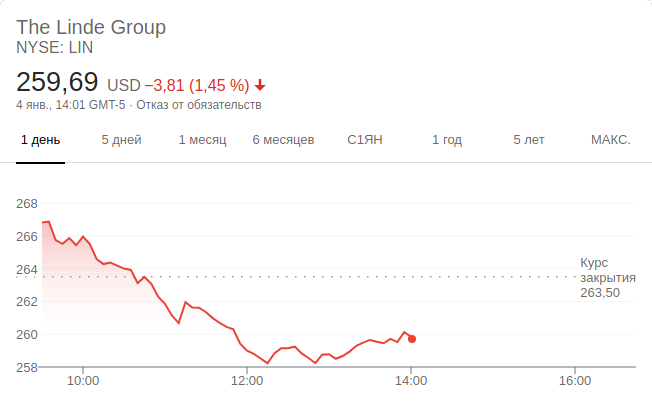 The Linde Group
NYSE: LIN
259,69 USD −3,81 (1,45 %)
4 янв., 14:01 GMT-5 · Отказ от обязательств
1 день 5 дней 1 месяц 6 месяцев С1ЯН 1 год 5 лет МАКС.
268
266
264
262
260
258
Курс
закрытия
263,50
10:00 12:00 14:00 16:00